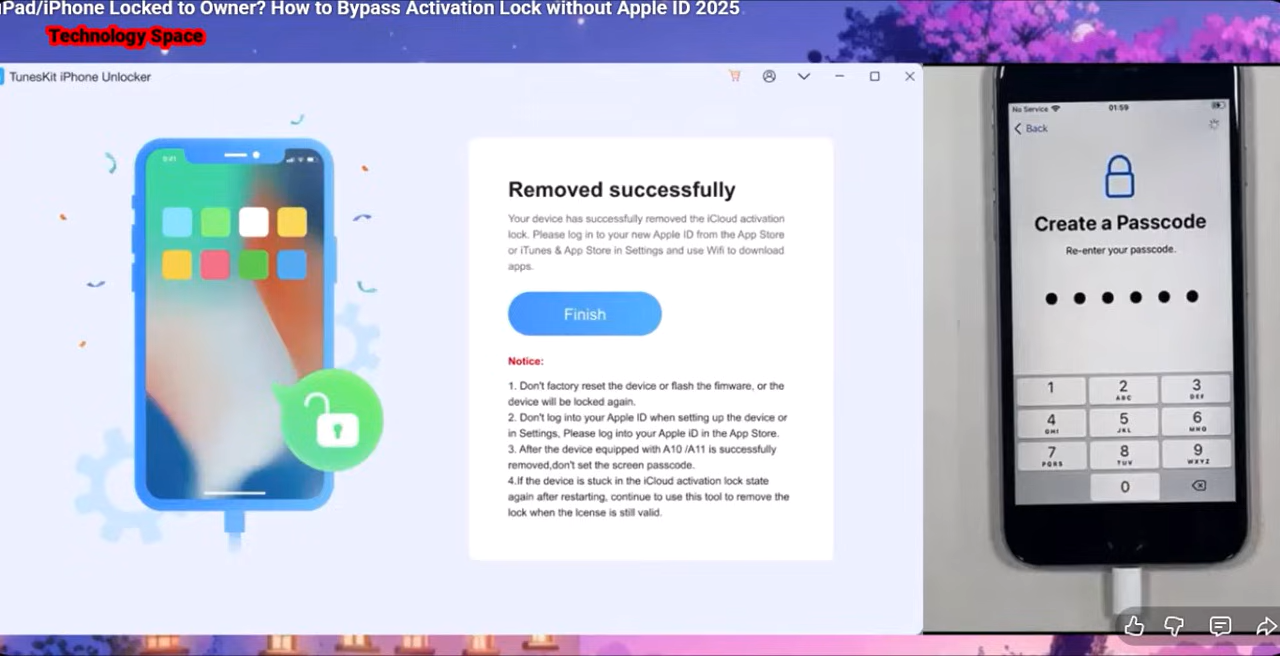 iPad/iPhone Locked to Owner? How to Bypass Activation Lock without Apple ID 2025
Technology Space
TunesKit iPhone Unlocker
9:41
Removed successfully
Your device has successfully removed the iCloud activation
lock. Please log in to your new Apple ID from the App Store
or iTunes & App Store in Settings and use Wifi to download
apps.
Finish
Notice:
1. Don't factory reset the device or flash the fimware, or the
device will be locked again.
2. Don't log into your Apple ID when setting up the device or
in Settings, Please log into your Apple iD in the App Store.
3. After the device equipped with A10 /A11 is successfully
removed,don't set the screen passcode.
4.If the device is stuck in the iCloud activation lock state
again after restarting, continue to use this tool to remove the
lock when the lcense is still valid.
No Service 01:59
Back
Create a Passcode
Re-enter your passcode.
1 2 3
ABC DEF
4 5 6
GHI JKL MNO
7 8 9
PQRS TUV WXYZ
0